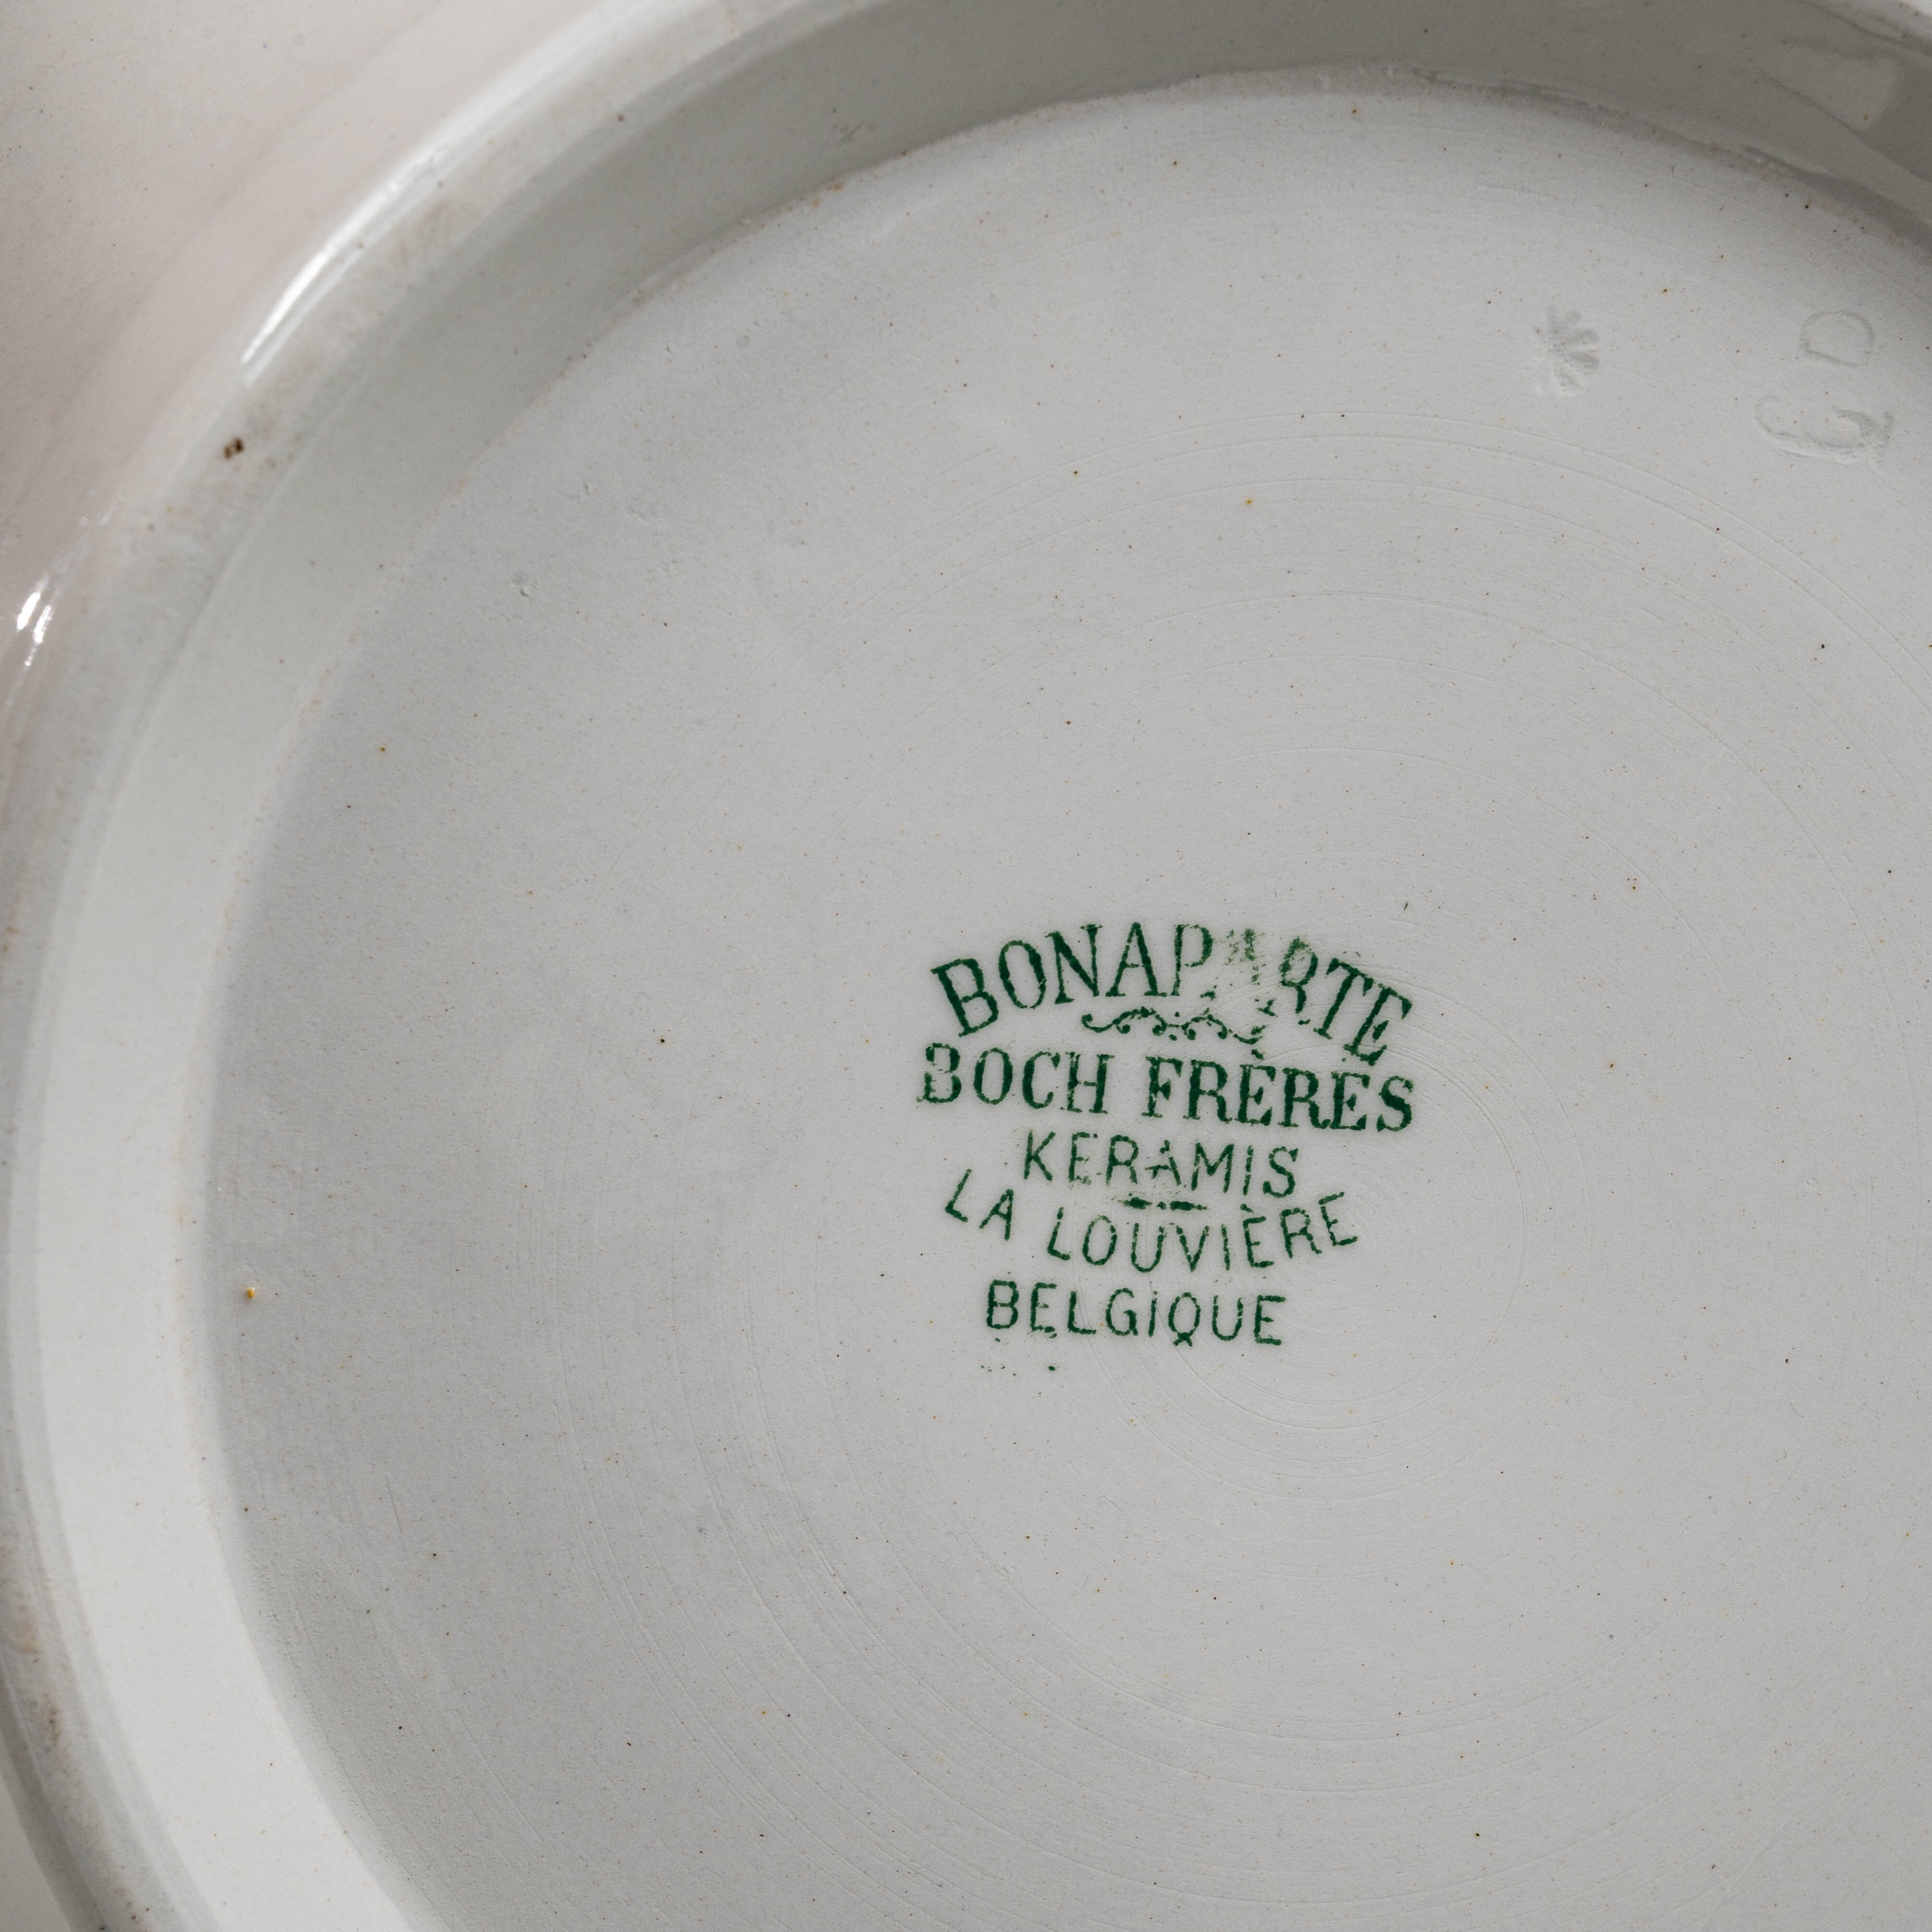 BONAPARTE
BOCH FRÈRES
KERAMIS
LA LOUVIÈRE
BELGIQUE